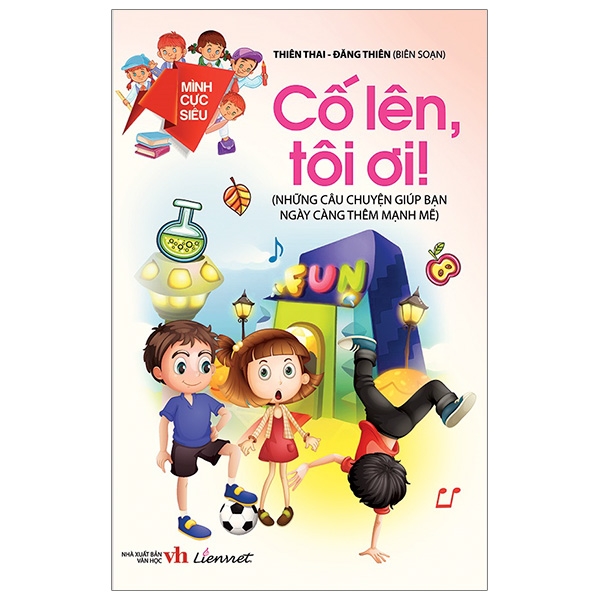 THIÊN THAI - ĐĂNG THIÊN (BIÊN SOẠN)
MÌNH
CỰC
SIÊU
Cố lên,
tôi ơi!
(NHỮNG CÂU CHUYỆN GIÚP BẠN
NGÀY CÀNG THÊM MẠNH MẼ)
FUN
NHÀ XUẤT BẢN
VĂN HỌC
vh
Lienviet